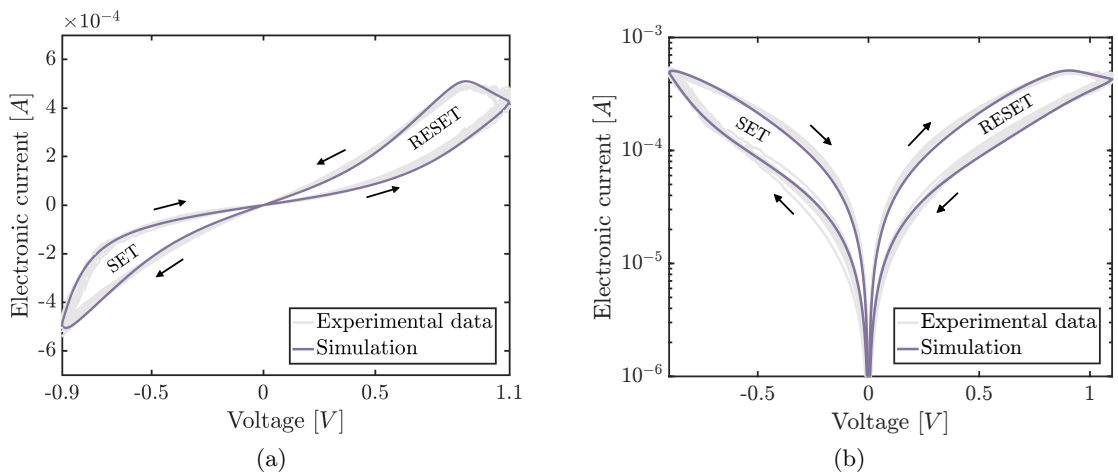 ×10⁻⁴
6
4
2
0
-2
-4
-6
Electronic current [A]
RESET
SET
Experimental data
Simulation
-0.9
-0.5
0
0.5
1.1
Voltage [V]
(a)
10⁻³
10⁻⁴
10⁻⁵
10⁻⁶
Electronic current [A]
SET
RESET
Experimental data
Simulation
-0.5
0
0.5
1
Voltage [V]
(b)